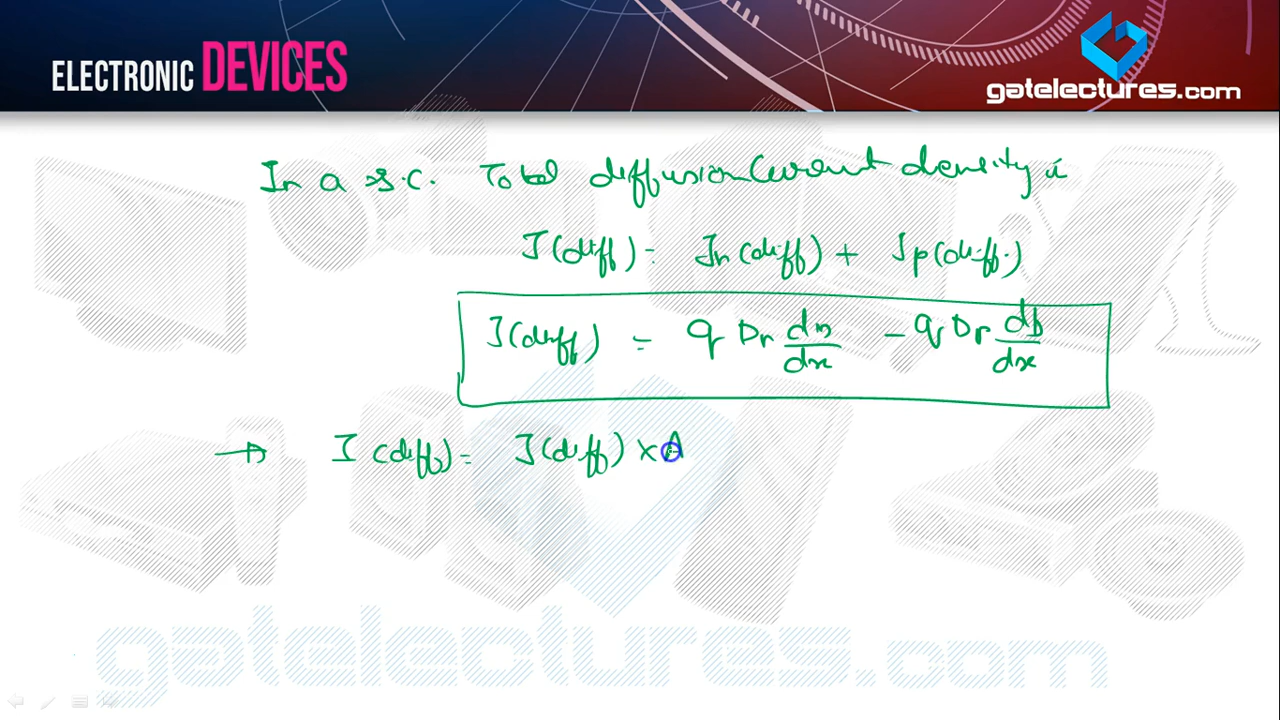 ELECTRONIC DEVICES
gatelectures.com
In a s.c. Total diffusion Current density is
J(diff) = Jn(diff) + Jp(diff.)
J(diff) = q Dn dn/dx - q Dp dp/dx
→ I (diff) = J(diff) × A
gatelectures.com